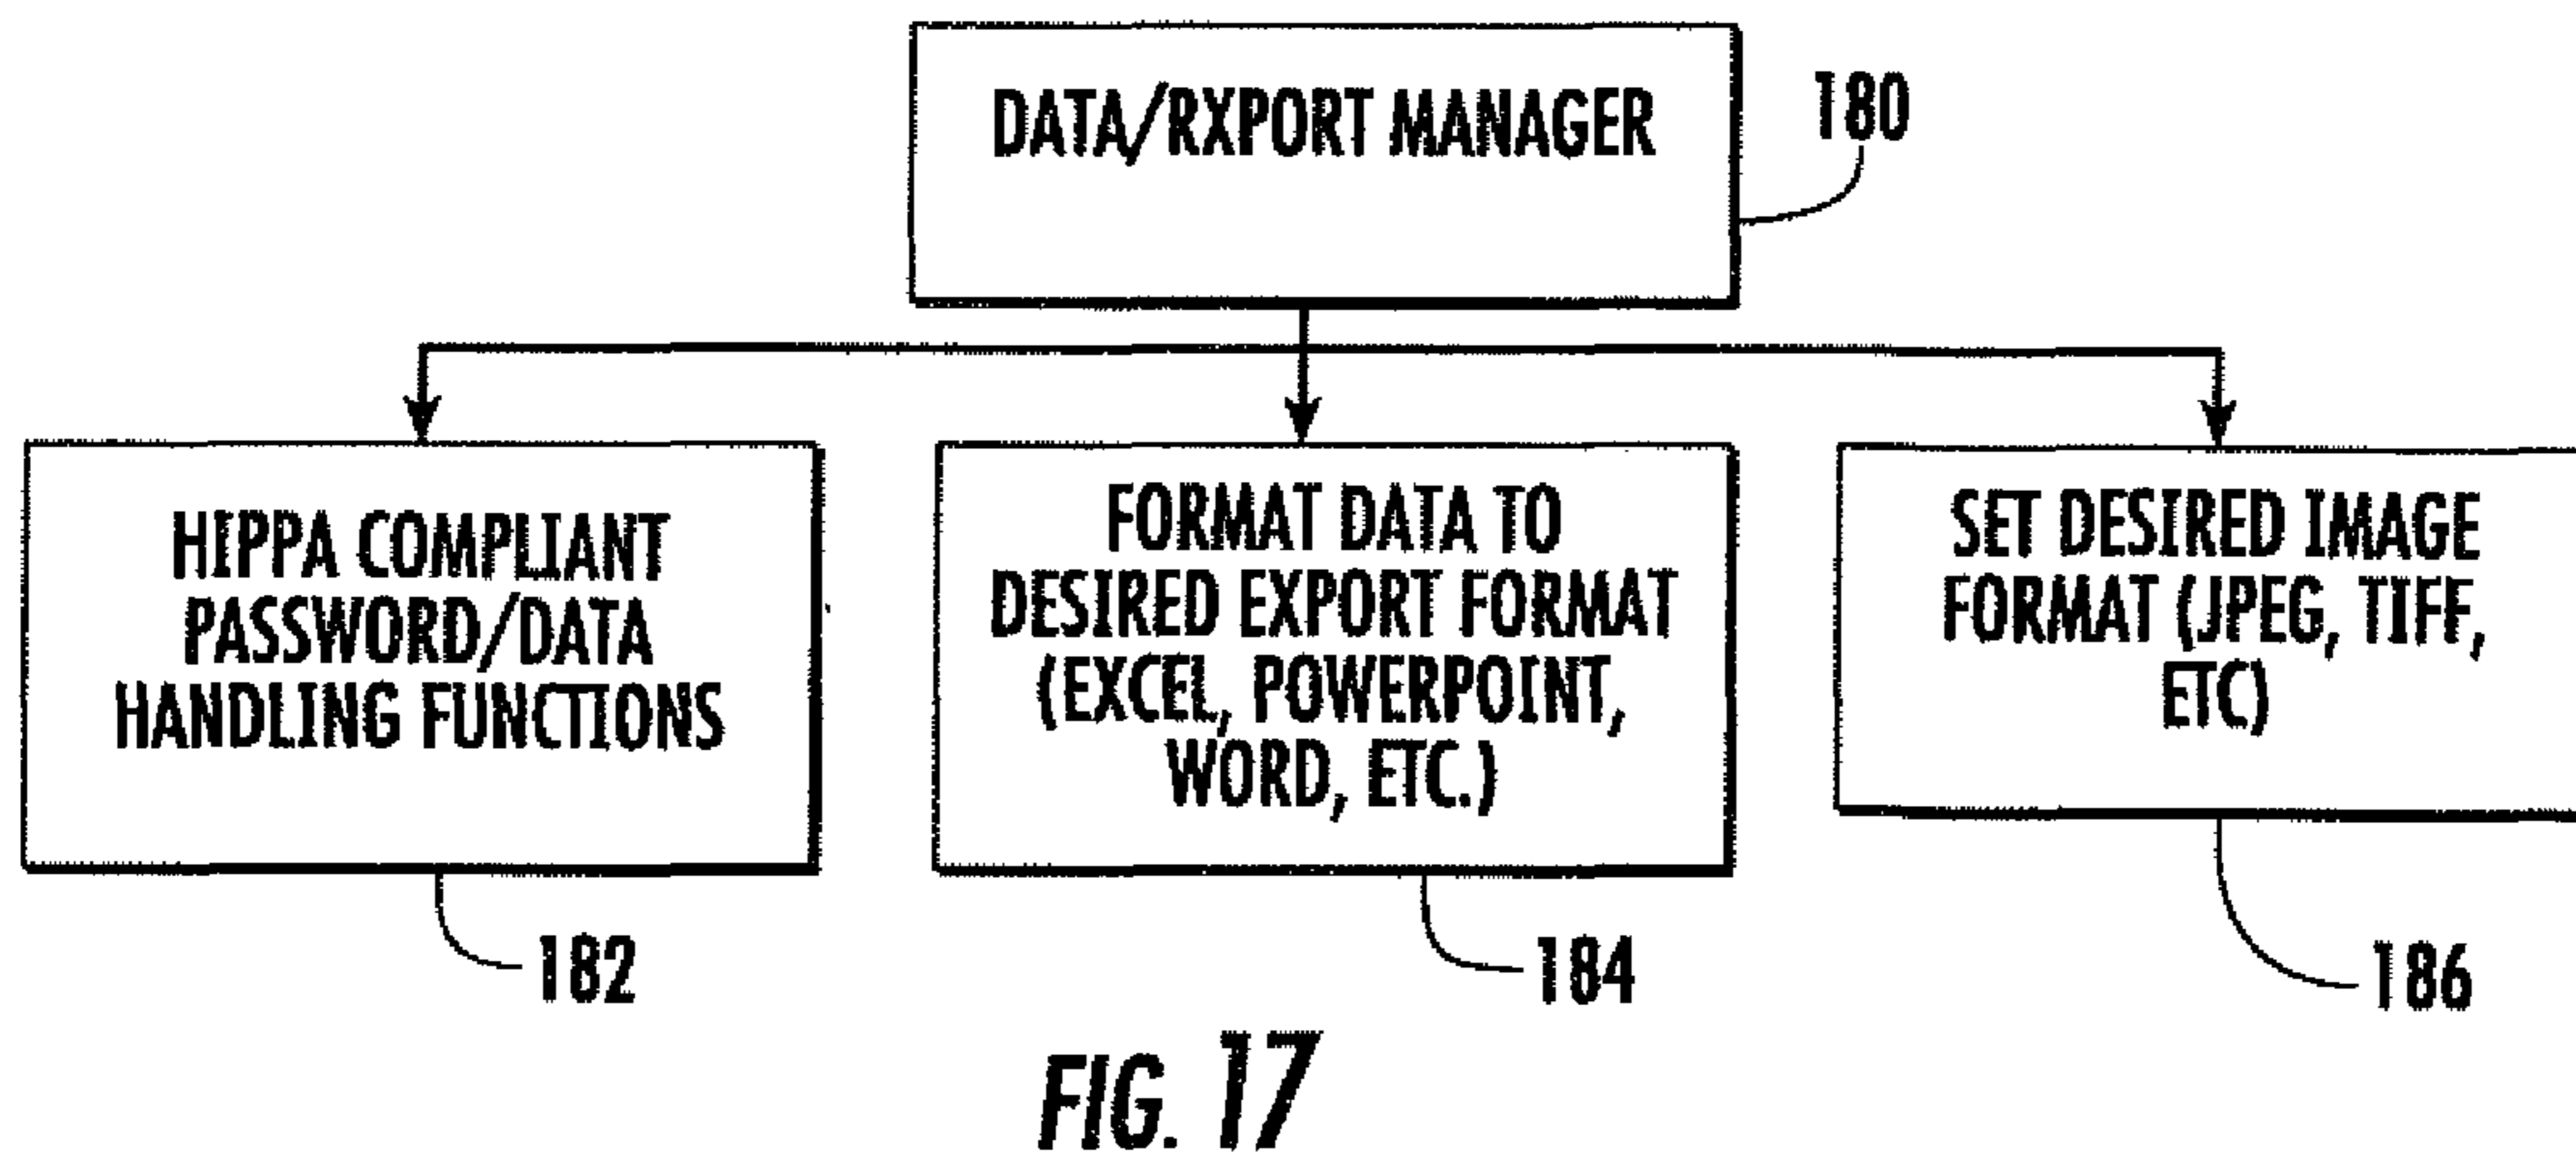 DATA/RXPORT MANAGER
180
HIPPA COMPLIANT
PASSWORD/DATA
HANDLING FUNCTIONS
182
FORMAT DATA TO
DESIRED EXPORT FORMAT
(EXCEL, POWERPOINT,
WORD, ETC.)
184
SET DESIRED IMAGE
FORMAT (JPEG, TIFF,
ETC)
186
FIG. 17